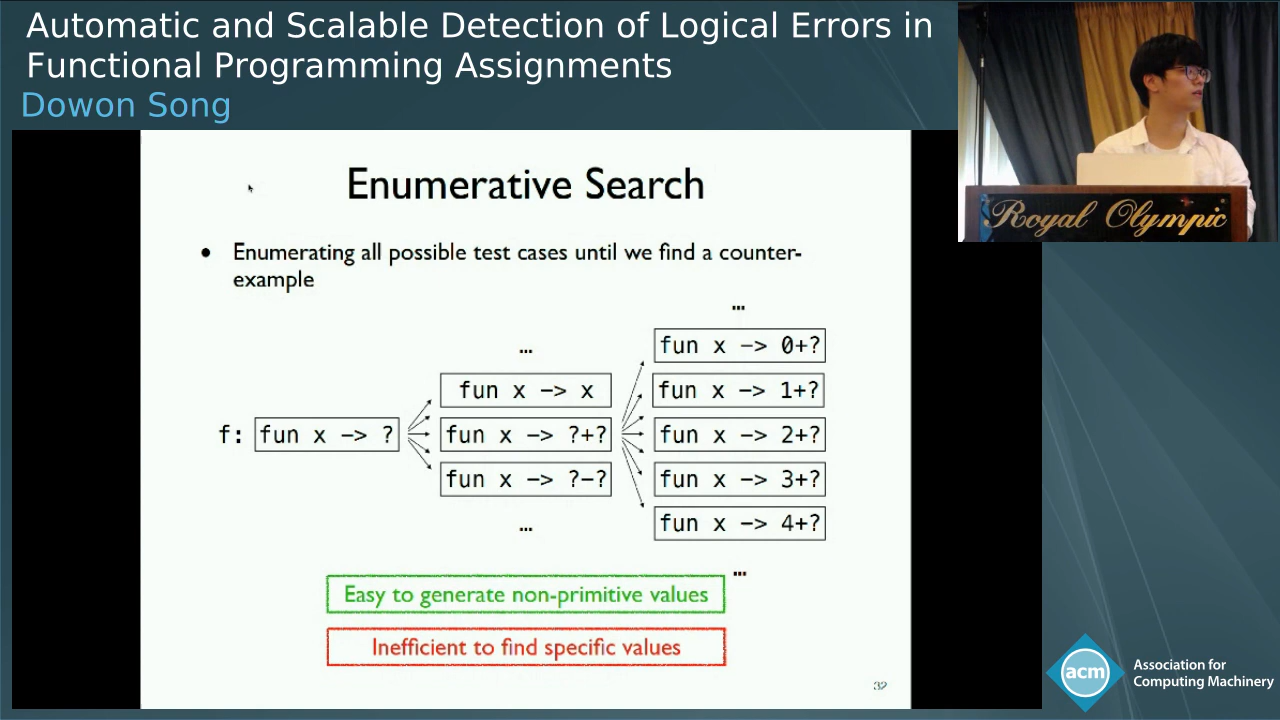 Automatic and Scalable Detection of Logical Errors in
Functional Programming Assignments
Dowon Song
Royal Olympic
Enumerative Search
• Enumerating all possible test cases until we find a counter-
example
...
fun x -> 0+?
...
fun x -> x
fun x -> 1+?
f: fun x -> ?
fun x -> ?+?
fun x -> 2+?
fun x -> ?-?
fun x -> 3+?
...
fun x -> 4+?
...
Easy to generate non-primitive values
Inefficient to find specific values
32
acm
Association for
Computing Machinery